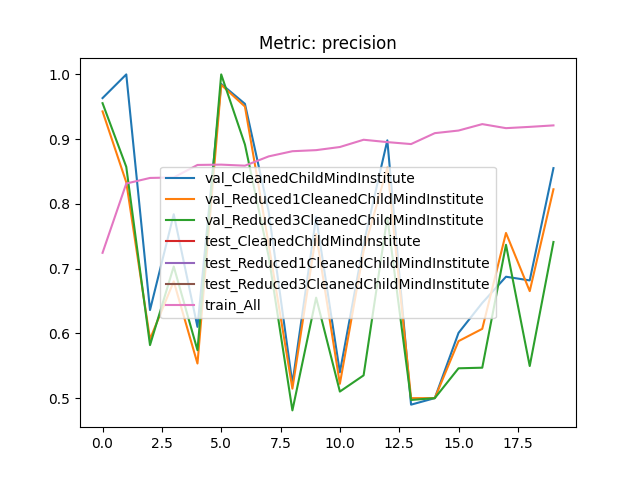 Metric: precision
1.0
0.9
0.8
0.7
0.6
0.5
val_CleanedChildMindInstitute
val_Reduced1CleanedChildMindInstitute
val_Reduced3CleanedChildMindInstitute
test_CleanedChildMindInstitute
test_Reduced1CleanedChildMindInstitute
test_Reduced3CleanedChildMindInstitute
train_All
0.0 2.5 5.0 7.5 10.0 12.5 15.0 17.5